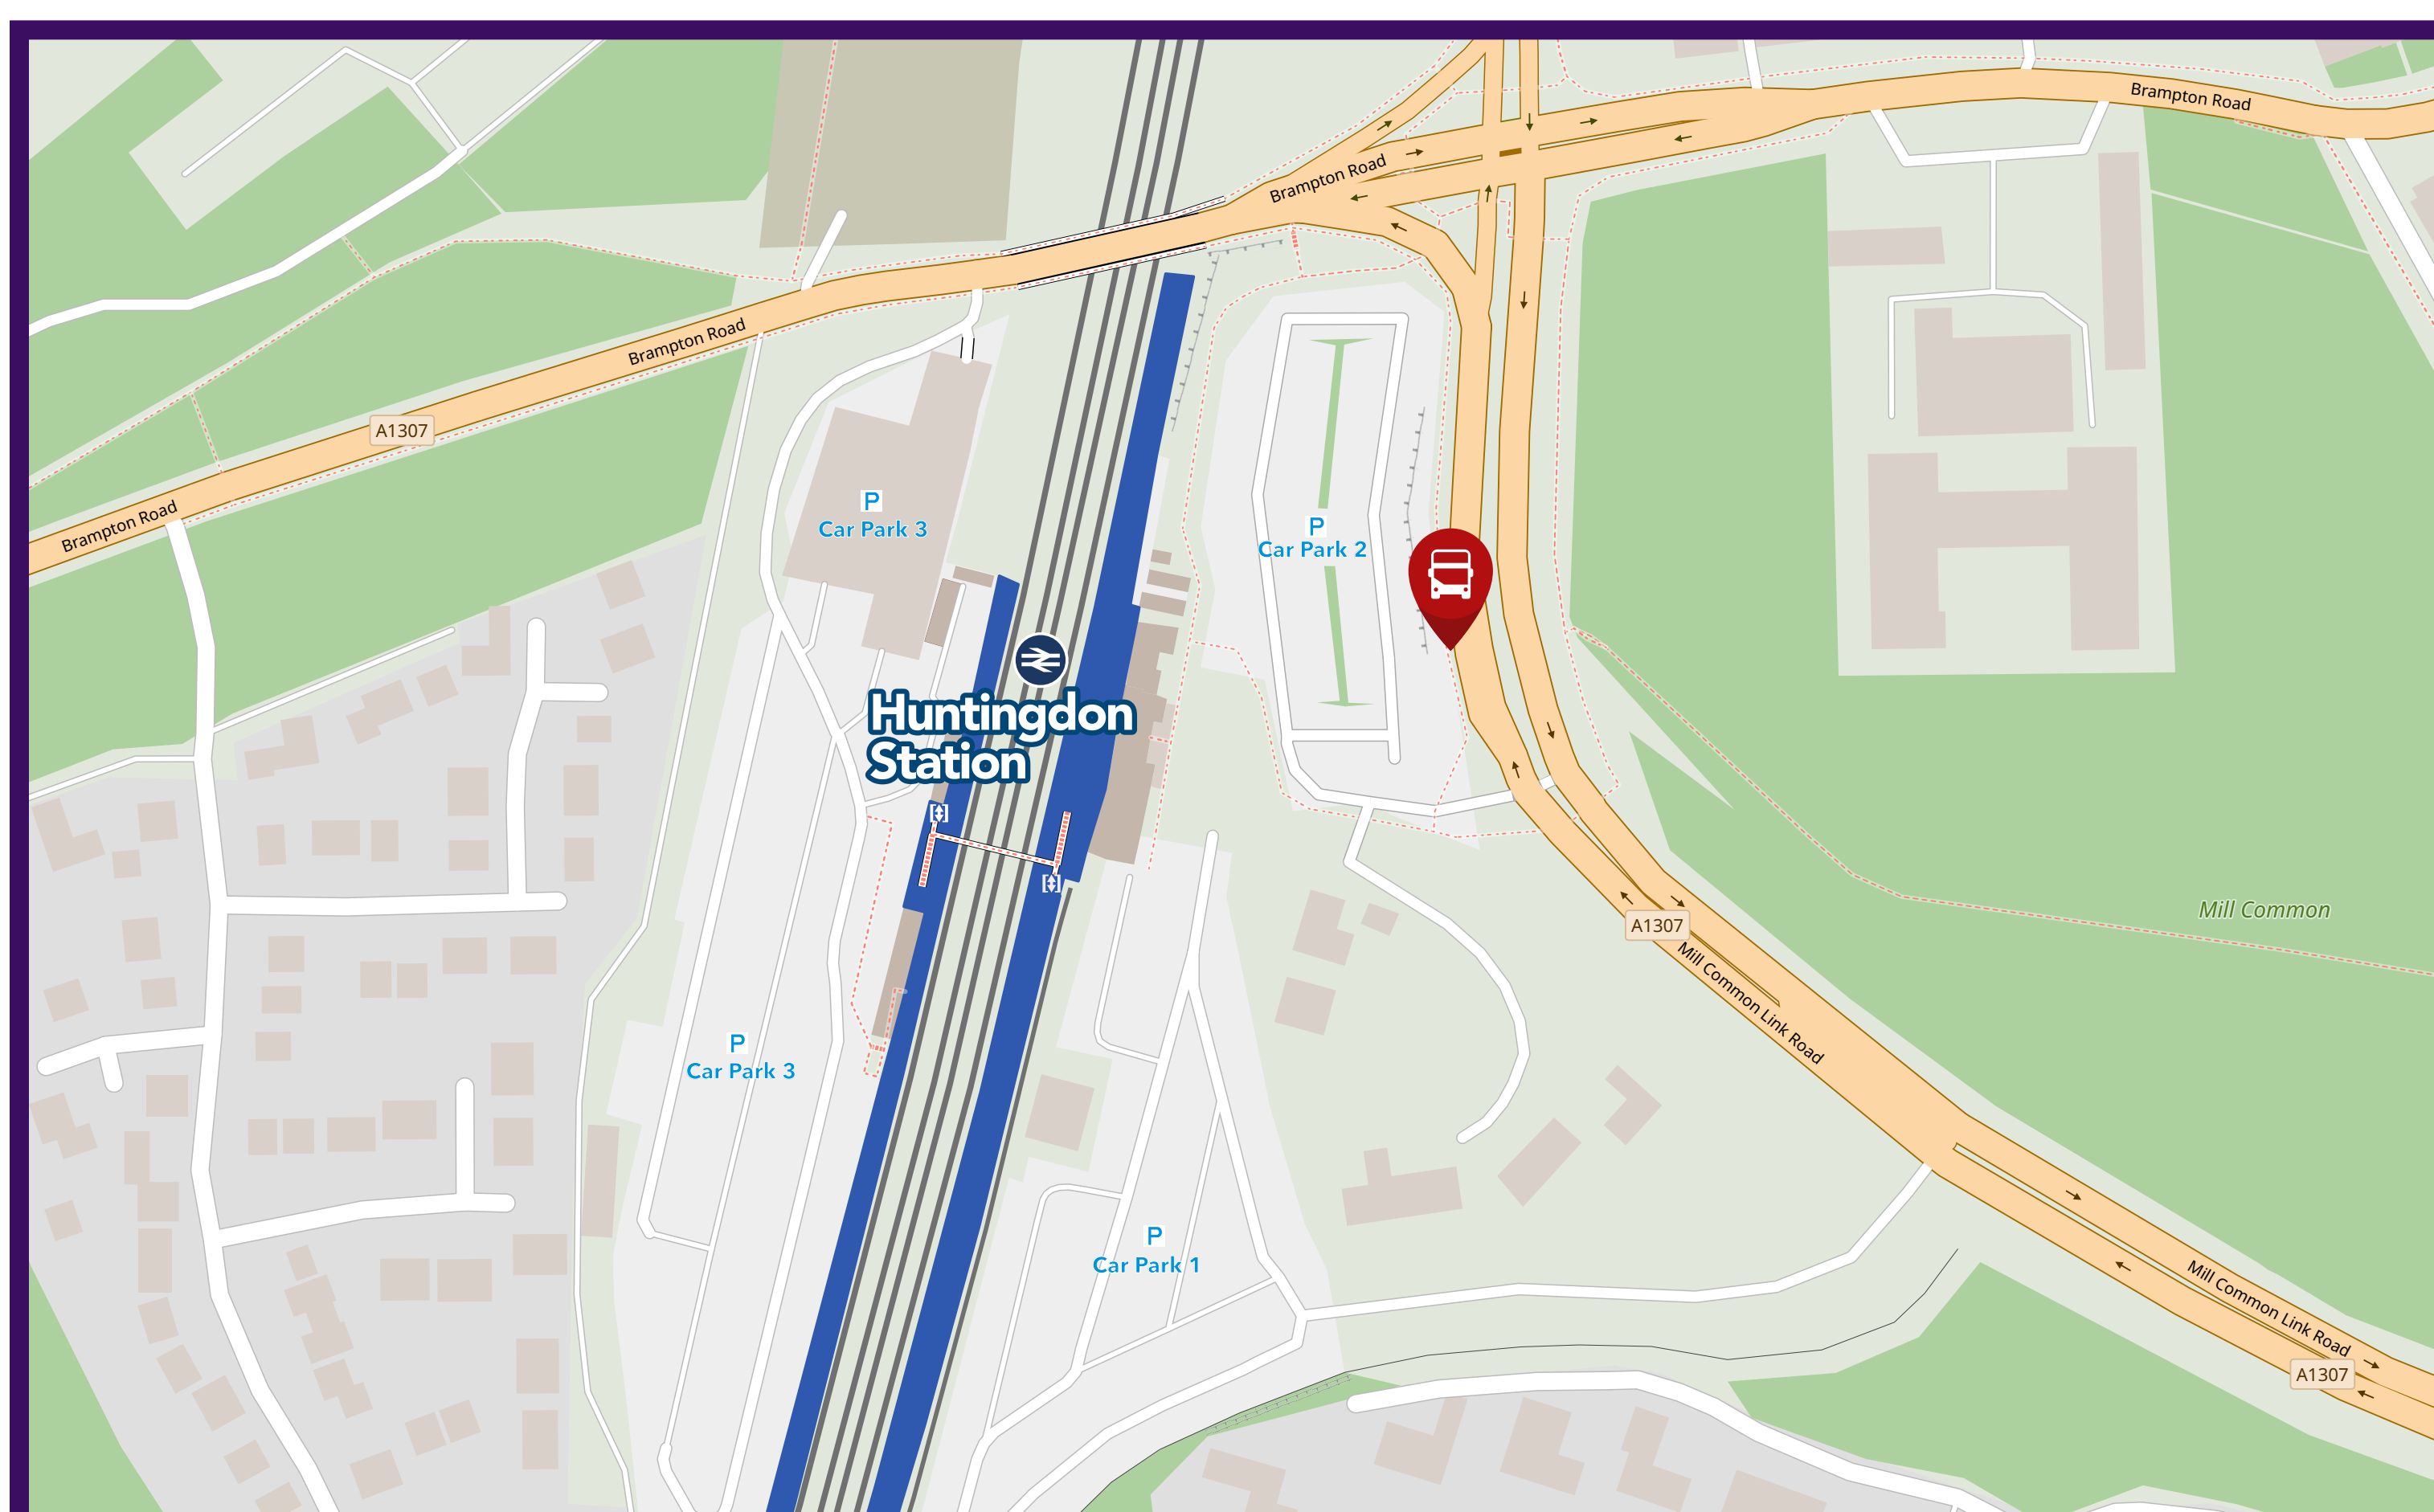 Brampton Road
Brampton Road
Brampton Road
A1307
Brampton Road
P
Car Park 3
P
Car Park 2
Huntingdon
Station
Mill Common
A1307
Mill Common Link Road
P
Car Park 3
P
Car Park 1
Mill Common Link Road
A1307